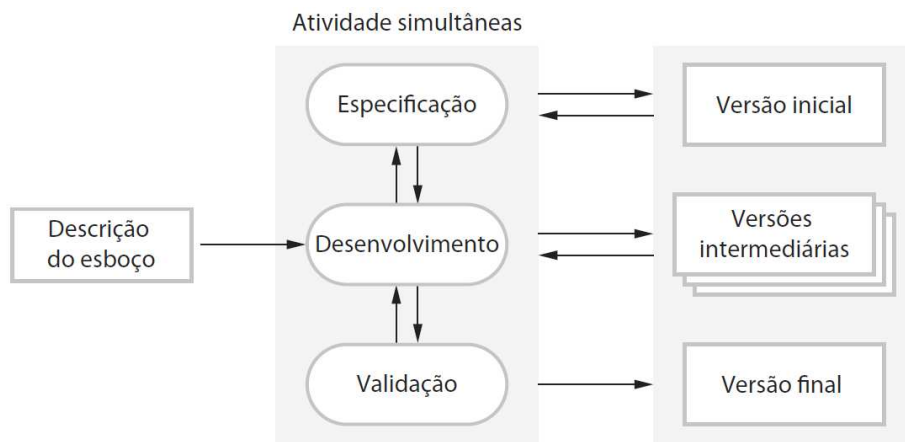 Atividade simultâneas
Especificação
Versão inicial
Descrição
do esboço
Desenvolvimento
Versões
intermediárias
Validação
Versão final